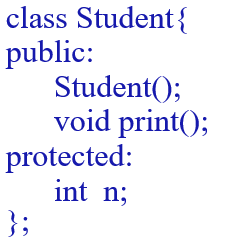 class Student{
public:
      Student();
      void print();
protected:
      int  n;
};